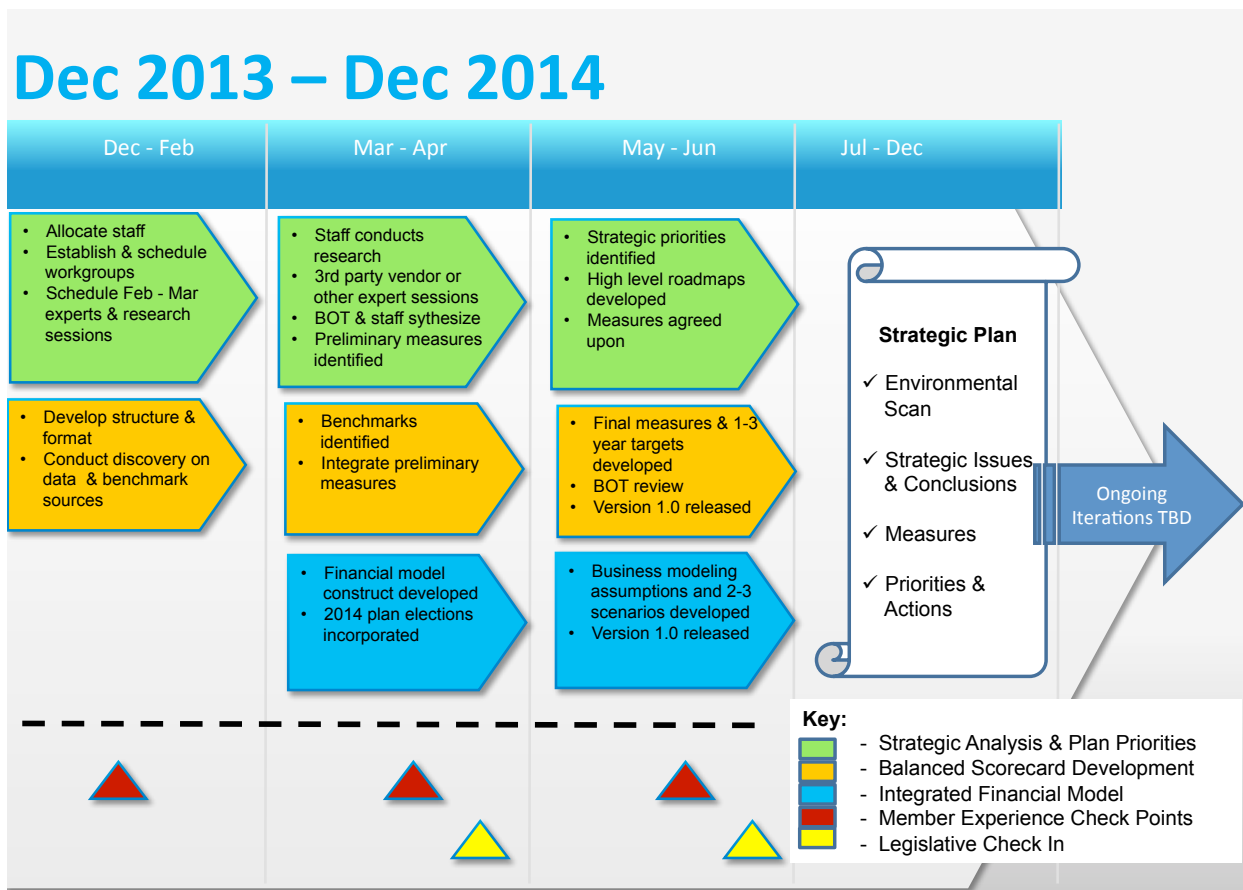 Dec 2013 – Dec 2014
Dec - Feb
Mar - Apr
May - Jun
Jul - Dec
• Allocate staff
• Establish & schedule
workgroups
• Schedule Feb - Mar
experts & research
sessions
• Staff conducts
research
• 3rd party vendor or
other expert sessions
• BOT & staff sythesize
• Preliminary measures
identified
• Strategic priorities
identified
• High level roadmaps
developed
• Measures agreed
upon
• Develop structure &
format
• Conduct discovery on
data & benchmark
sources
• Benchmarks
identified
• Integrate preliminary
measures
• Final measures & 1-3
year targets
developed
• BOT review
• Version 1.0 released
• Financial model
construct developed
• 2014 plan elections
incorporated
• Business modeling
assumptions and 2-3
scenarios developed
• Version 1.0 released
Strategic Plan
✓ Environmental
Scan
✓ Strategic Issues
& Conclusions
✓ Measures
✓ Priorities &
Actions
Ongoing
Iterations TBD
Key:
- Strategic Analysis & Plan Priorities
- Balanced Scorecard Development
- Integrated Financial Model
- Member Experience Check Points
- Legislative Check In